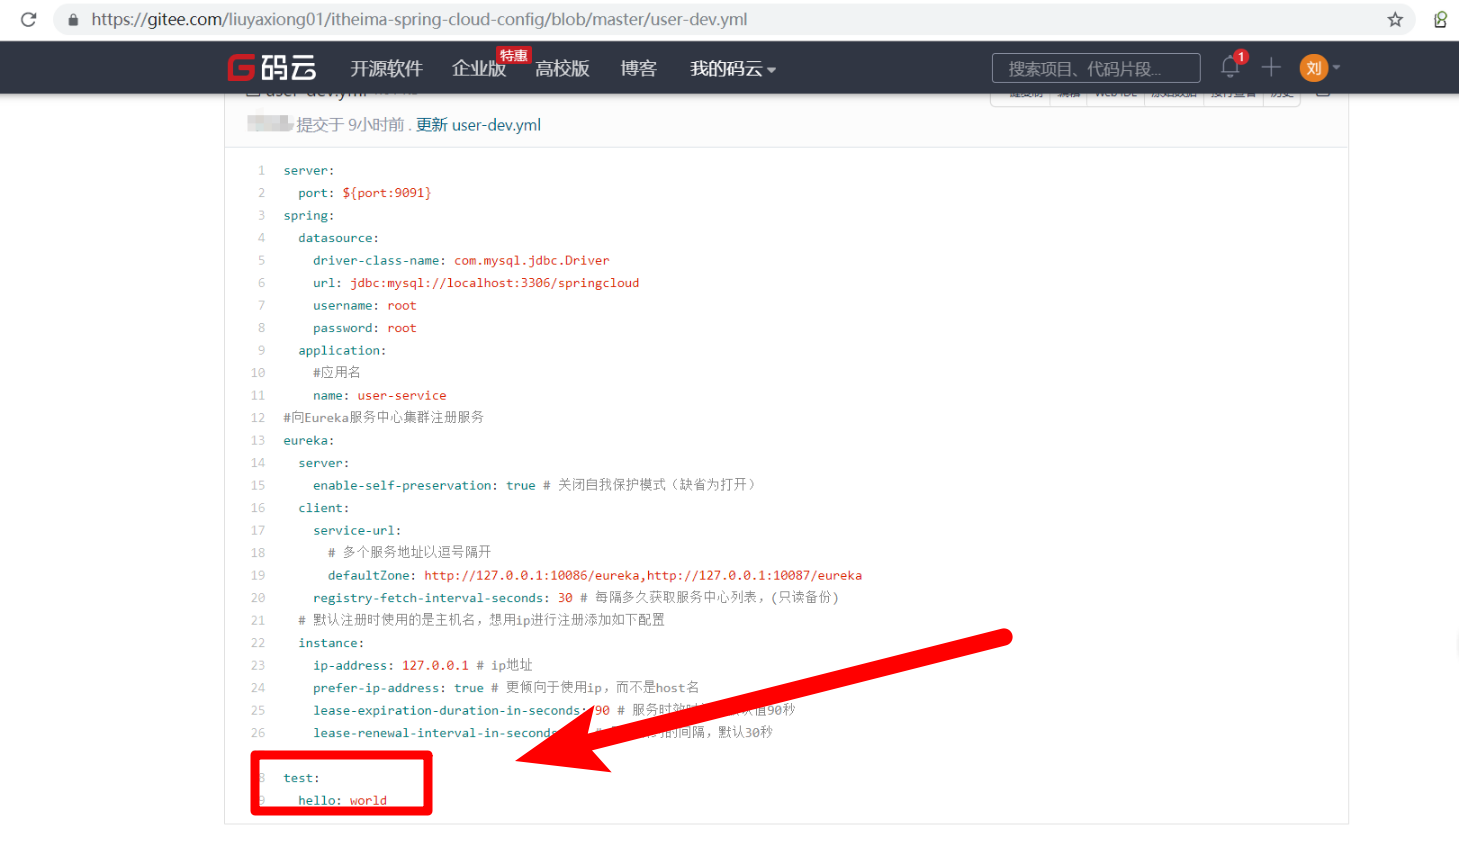 https://gitee.com/liuyaxiong01/itheima-spring-cloud-config/blob/master/user-dev.yml
码云 开源软件 企业版 特惠 高校版 博客 我的码云 搜索项目、代码片段... 1 刘
user-dev.yml
提交于 9小时前 . 更新 user-dev.yml
1 server:
2 port: ${port:9091}
3 spring:
4 datasource:
5 driver-class-name: com.mysql.jdbc.Driver
6 url: jdbc:mysql://localhost:3306/springcloud
7 username: root
8 password: root
9 application:
10 #应用名
11 name: user-service
12 #向Eureka服务中心集群注册服务
13 eureka:
14 server:
15 enable-self-preservation: true # 关闭自我保护模式（缺省为打开）
16 client:
17 service-url:
18 # 多个服务地址以逗号隔开
19 defaultZone: http://127.0.0.1:10086/eureka,http://127.0.0.1:10087/eureka
20 registry-fetch-interval-seconds: 30 # 每隔多久获取服务中心列表，(只读备份)
21 # 默认注册时使用的是主机名，想用ip进行注册添加如下配置
22 instance:
23 ip-address: 127.0.0.1 # ip地址
24 prefer-ip-address: true # 更倾向于使用ip，而不是host名
25 lease-expiration-duration-in-seconds: 90 # 服务时效时 值90秒
26 lease-renewal-interval-in-seconds 的间隔，默认30秒
8 test:
9 hello: world